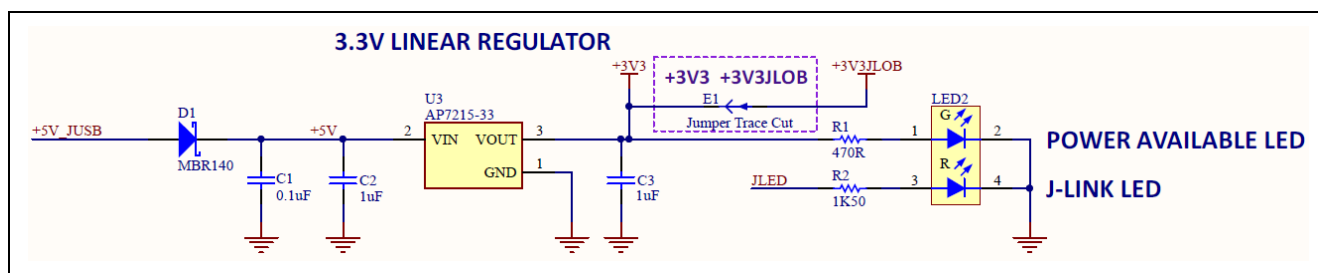 3.3V LINEAR REGULATOR
+3V3
+3V3 +3V3JLOB
+3V3JLOB
E1
Jumper Trace Cut
U3
AP7215-33
D1
+5V_JUSB
MBR140
+5V
2
VIN
VOUT
3
GND
1
C1
0.1uF
C2
1uF
C3
1uF
R1
470R
LED2
1
G
2
POWER AVAILABLE LED
JLED
R2
1K50
3
R
4
J-LINK LED